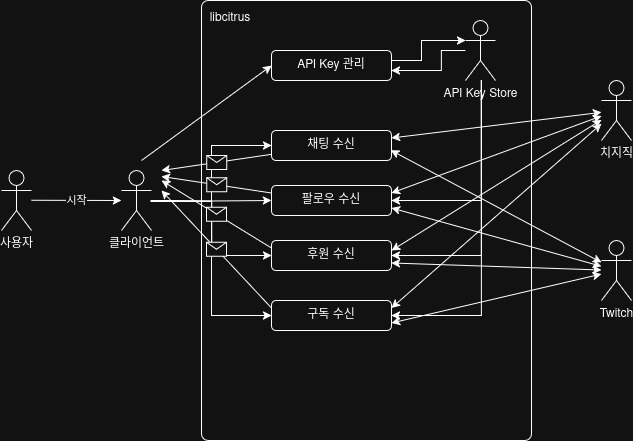 libcitrus
API Key 관리
API Key Store
채팅 수신
치지직
시작
팔로우 수신
사용자
클라이언트
후원 수신
구독 수신
Twitch